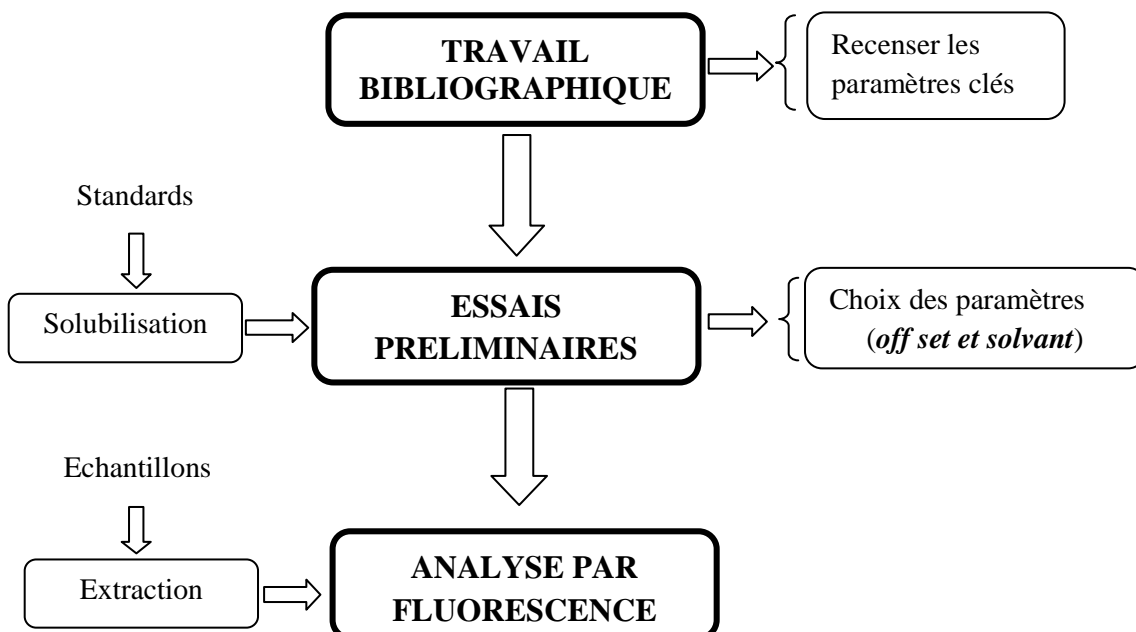 TRAVAIL
BIBLIOGRAPHIQUE
Recenser les
paramètres clés
Standards
Solubilisation
ESSAIS
PRELIMINAIRES
Choix des paramètres
(off set et solvant)
Echantillons
Extraction
ANALYSE PAR
FLUORESCENCE